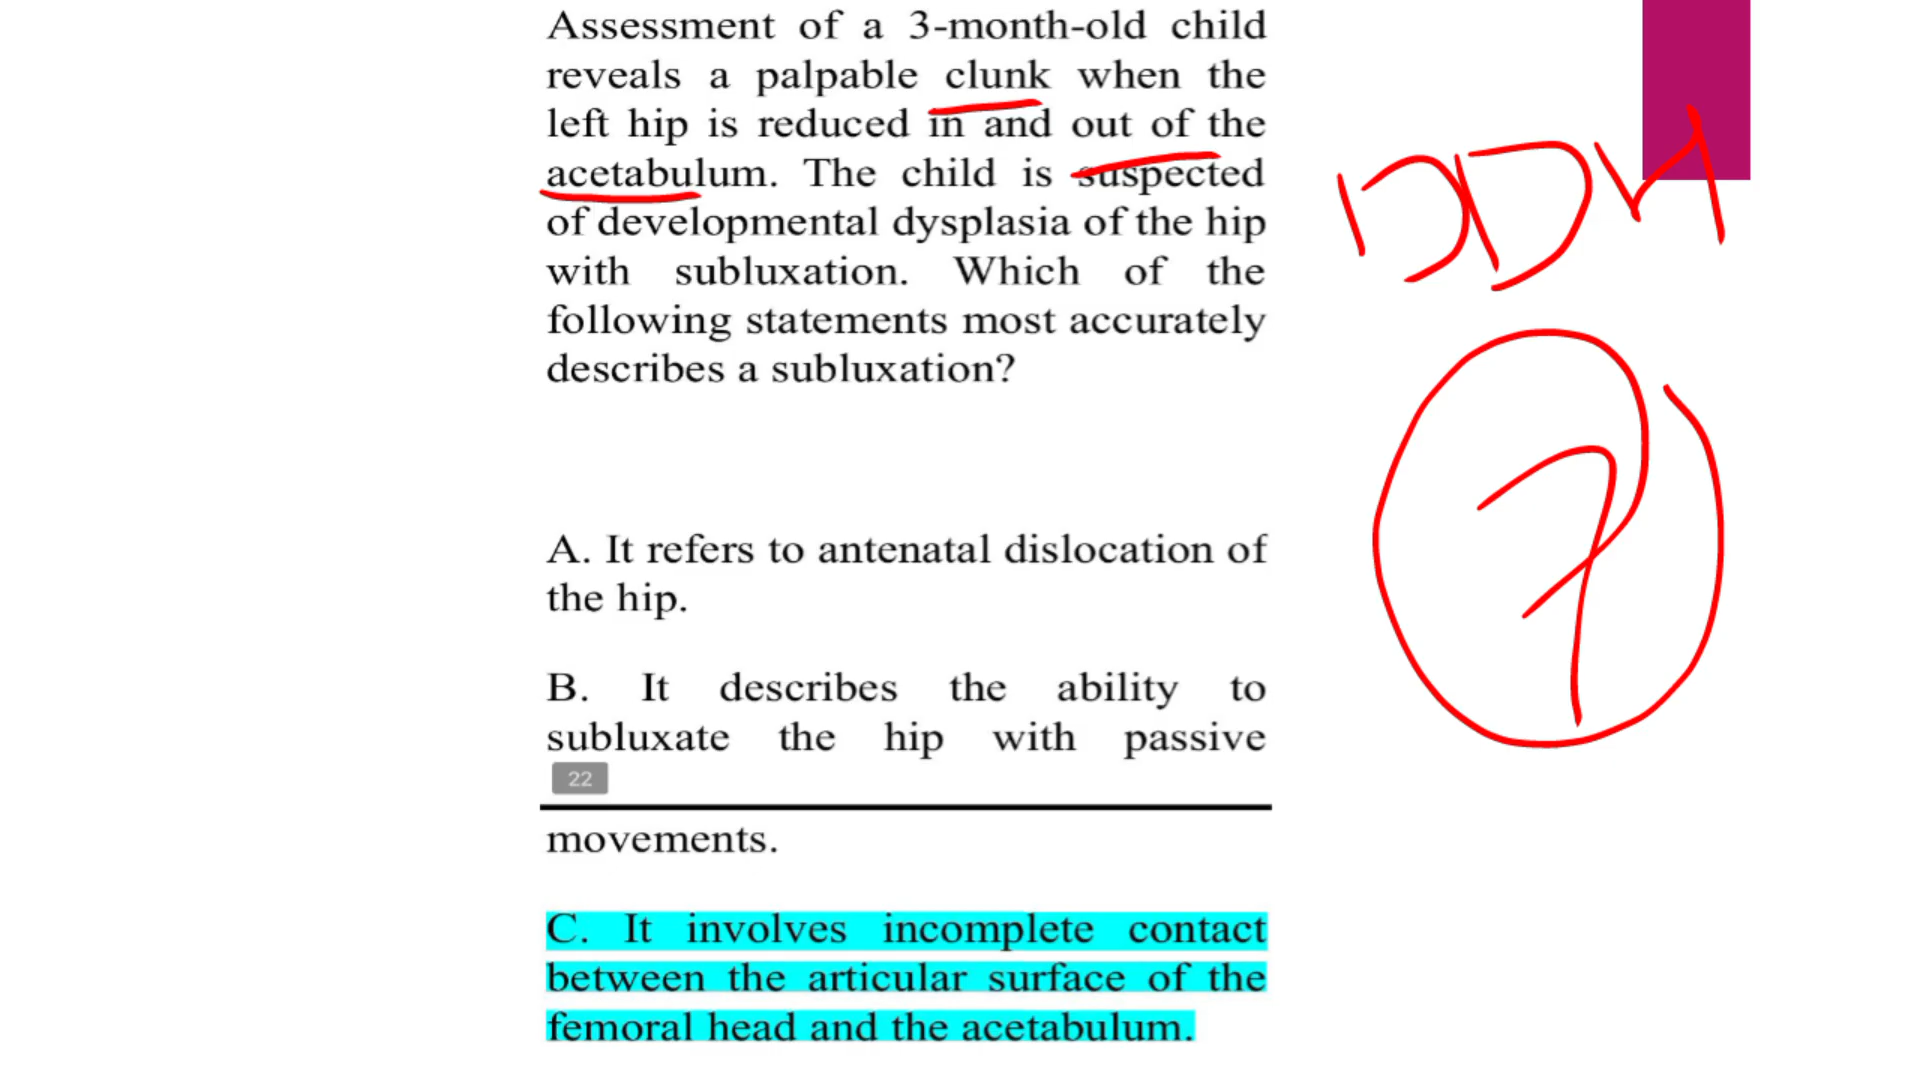 Assessment of a 3-month-old child
reveals a palpable clunk when the
left hip is reduced in and out of the
acetabulum. The child is suspected
of developmental dysplasia of the hip
with subluxation. Which of the
following statements most accurately
describes a subluxation?
DDH
?
A. It refers to antenatal dislocation of
the hip.
B. It describes the ability to
subluxate the hip with passive
22
movements.
C. It involves incomplete contact
between the articular surface of the
femoral head and the acetabulum.